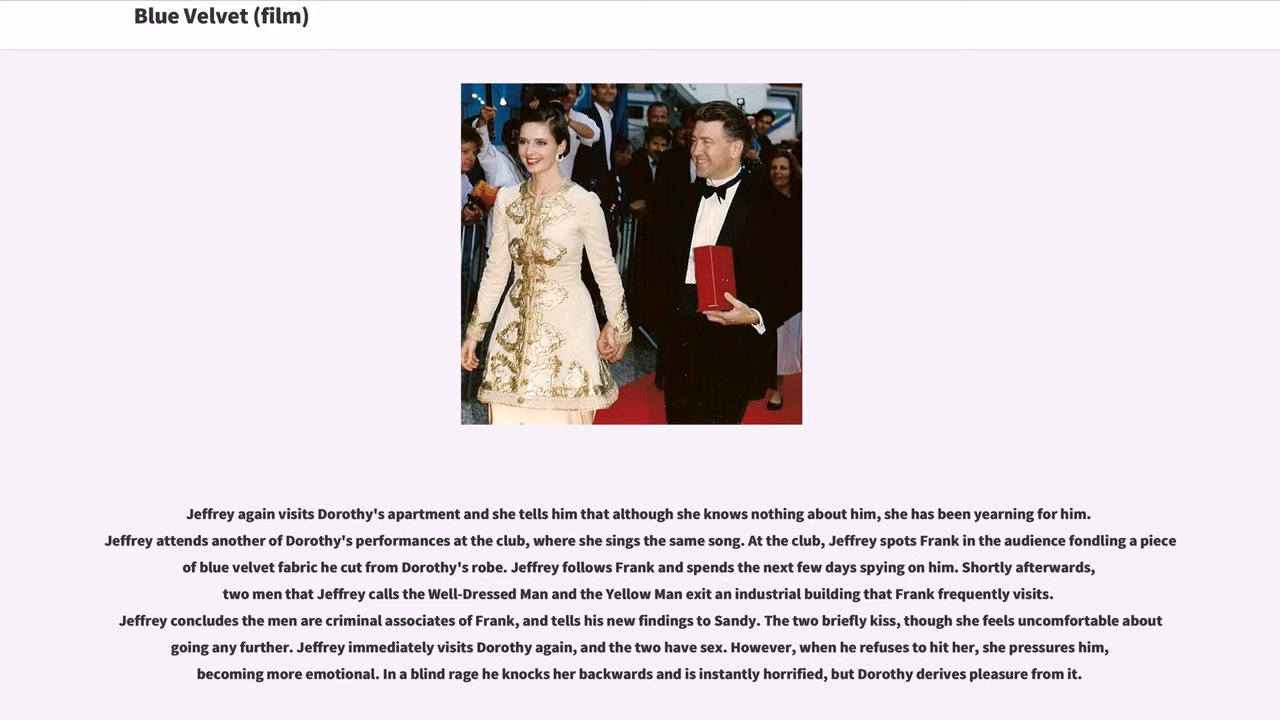 Blue Velvet (film)
Jeffrey again visits Dorothy's apartment and she tells him that although she knows nothing about him, she has been yearning for him.
Jeffrey attends another of Dorothy's performances at the club, where she sings the same song. At the club, Jeffrey spots Frank in the audience fondling a piece
of blue velvet fabric he cut from Dorothy's robe. Jeffrey follows Frank and spends the next few days spying on him. Shortly afterwards,
two men that Jeffrey calls the Well-Dressed Man and the Yellow Man exit an industrial building that Frank frequently visits.
Jeffrey concludes the men are criminal associates of Frank, and tells his new findings to Sandy. The two briefly kiss, though she feels uncomfortable about
going any further. Jeffrey immediately visits Dorothy again, and the two have sex. However, when he refuses to hit her, she pressures him,
becoming more emotional. In a blind rage he knocks her backwards and is instantly horrified, but Dorothy derives pleasure from it.